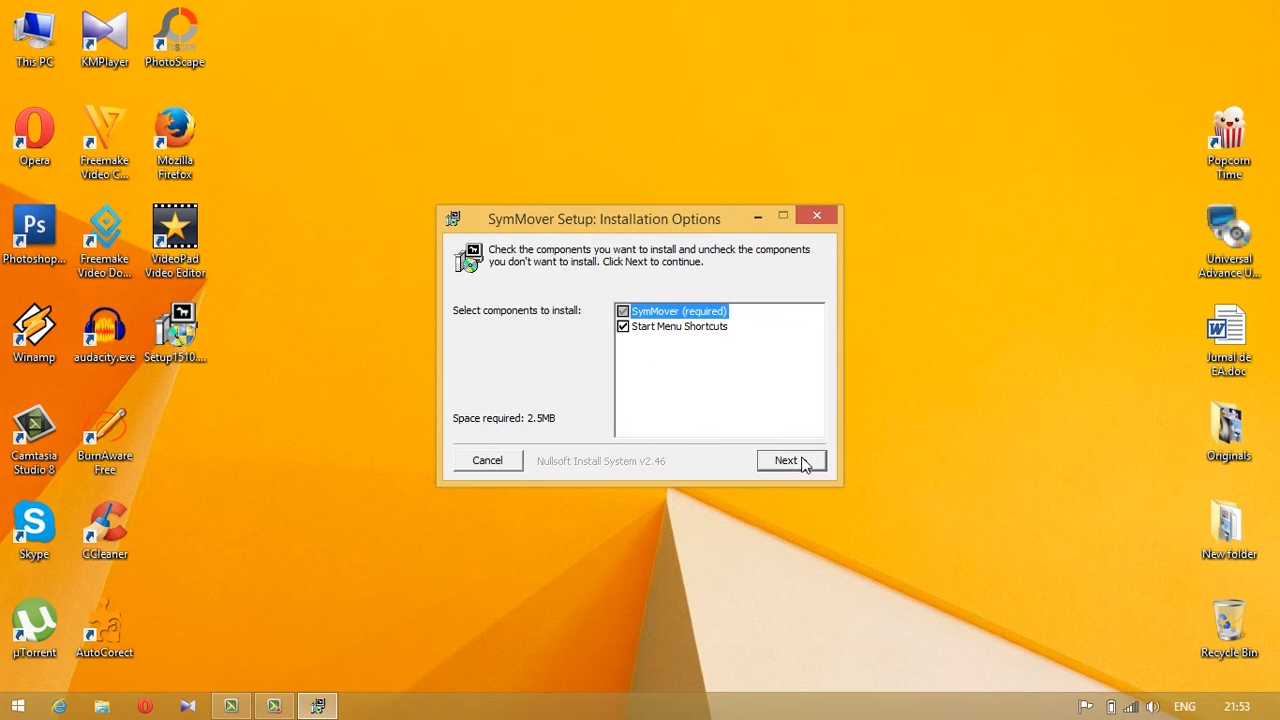 This PC
KMPlayer
PhotoScape
Opera
Freemake
Video C...
Mozilla
Firefox
Ps
Photoshop...
Freemake
Video Do...
VideoPad
Video Editor
Winamp
audacity.exe
Setup1510....
Camtasia
Studio 8
BurnAware
Free
Skype
CCleaner
µTorrent
AutoCorect
SymMover Setup: Installation Options
Check the components you want to install and uncheck the components
you don't want to install. Click Next to continue.
Select components to install:
SymMover (required)
Start Menu Shortcuts
Space required: 2.5MB
Cancel
Nullsoft Install System v2.46
Next
Popcorn
Time
Universal
Advance U...
Jurnal de
EA.doc
Originals
New folder
Recycle Bin
ENG
21:53